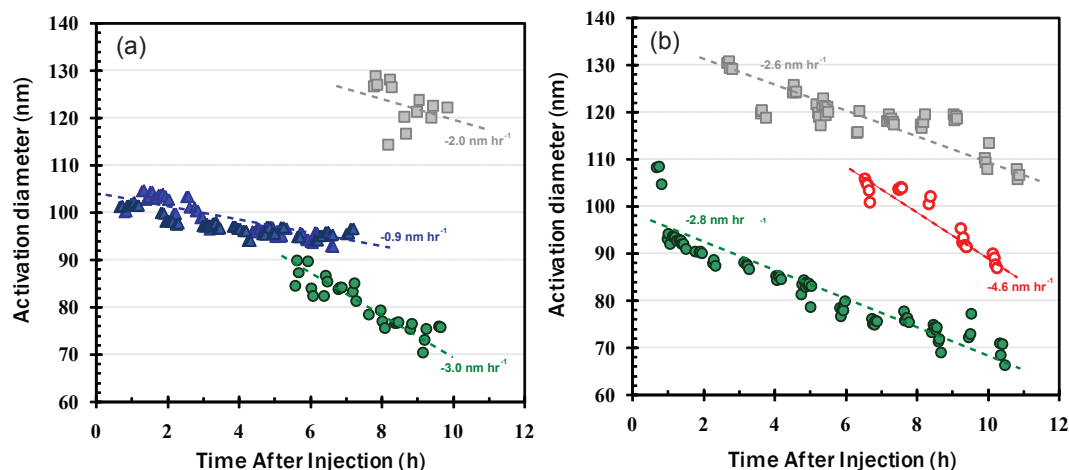 (a)
140
130
120
110
100
90
80
70
60
Activation diameter (nm)
-2.0 nm hr⁻¹
-0.9 nm hr⁻¹
-3.0 nm hr⁻¹
0 2 4 6 8 10 12
Time After Injection (h)
(b)
140
130
120
110
100
90
80
70
60
Activation diameter (nm)
-2.6 nm hr⁻¹
-2.8 nm hr ⁻¹
-4.6 nm hr⁻¹
0 2 4 6 8 10 12
Time After Injection (h)